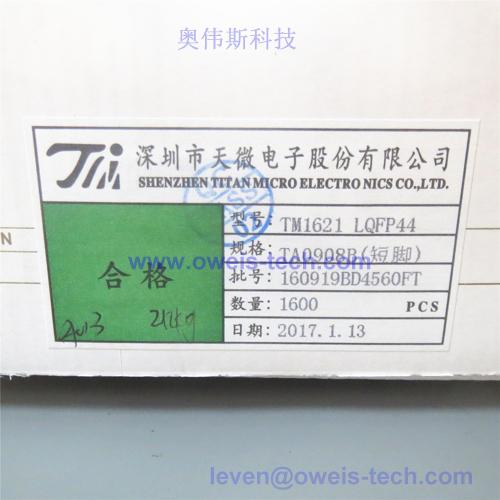 奥伟斯科技
TM
深圳市天微电子股份有限公司
SHENZHEN TITAN MICRO ELECTRONICS CO.,LTD.
型号: TM1621 LQFP44
规格: TA0908B(短脚)
批号: 160919BD4560FT
数量: 1600 PCS
日期: 2017.1.13
合格
N
www.oweis-tech.com
leven@oweis-tech.com